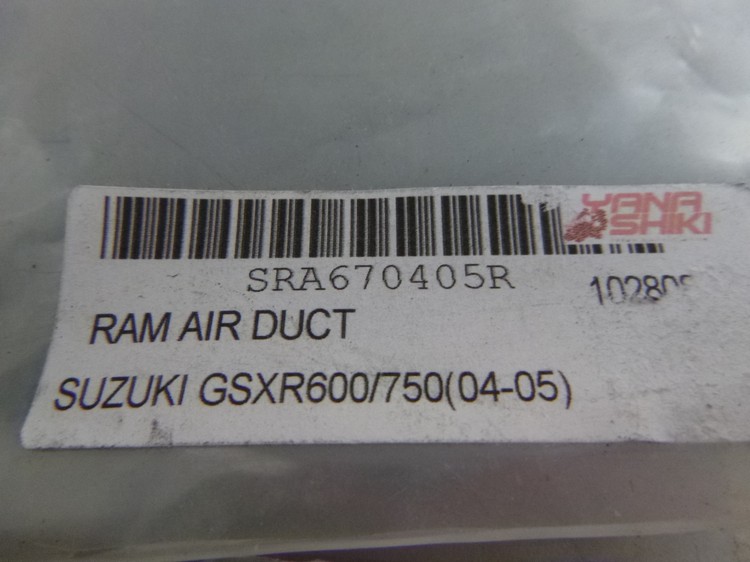 YANA
SHIKI
SRA670405R
RAM AIR DUCT
SUZUKI GSXR600/750(04-05)